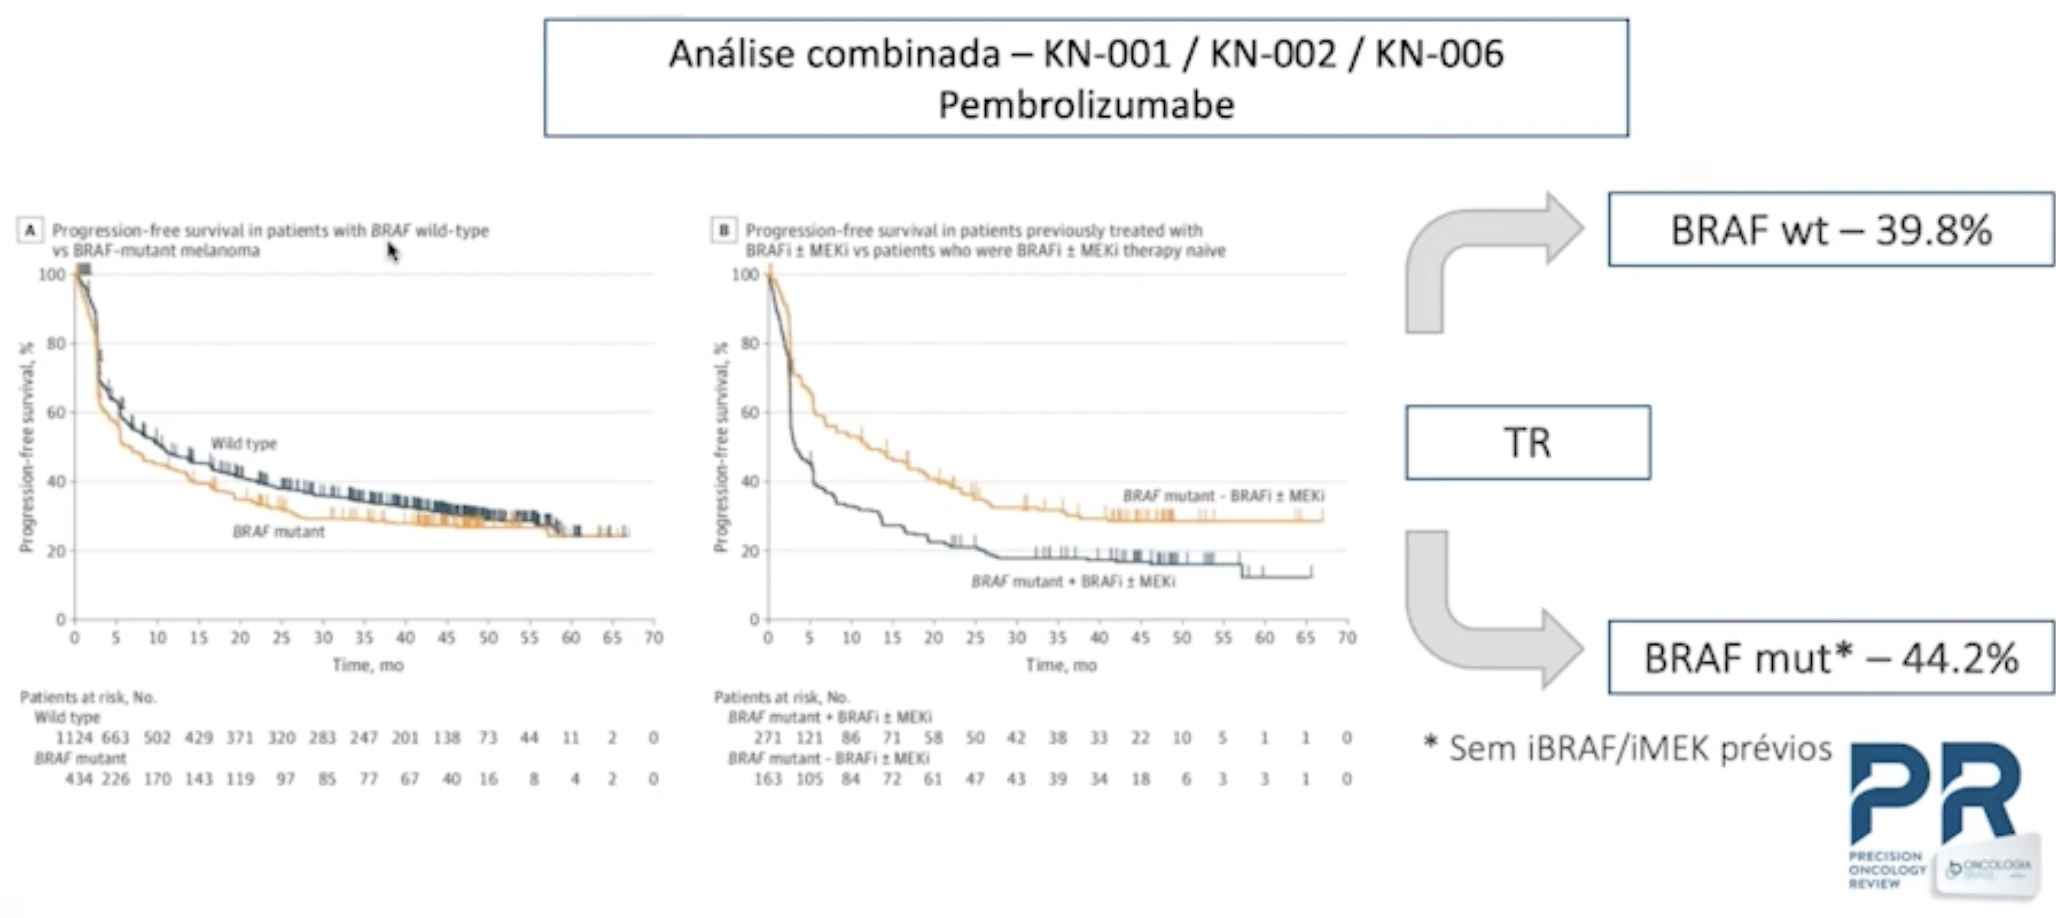 Análise combinada – KN-001 / KN-002 / KN-006
Pembrolizumabe
A Progression-free survival in patients with BRAF wild-type
vs BRAF-mutant melanoma
Progression-free survival, %
100
80
60
40
20
0
Wild type
BRAF mutant
0 5 10 15 20 25 30 35 40 45 50 55 60 65 70
Time, mo
Patients at risk, No.
Wild type
1124 663 502 429 371 320 283 247 201 138 73 44 11 2 0
BRAF mutant
434 226 170 143 119 97 85 77 67 40 16 8 4 2 0
B Progression-free survival in patients previously treated with
BRAFi ± MEKi vs patients who were BRAFi ± MEKi therapy naive
Progression-free survival, %
100
80
60
40
20
0
BRAF mutant - BRAFi ± MEKi
BRAF mutant + BRAFi ± MEKi
0 5 10 15 20 25 30 35 40 45 50 55 60 65 70
Time, mo
Patients at risk, No.
BRAF mutant + BRAFi ± MEKi
271 121 86 71 58 50 42 38 33 22 10 5 1 1 0
BRAF mutant - BRAFi ± MEKi
163 105 84 72 61 47 43 39 34 18 6 3 3 1 0
BRAF wt – 39.8%
TR
BRAF mut* – 44.2%
* Sem iBRAF/iMEK prévios
PR
PRECISION
ONCOLOGY
REVIEW
ONCOLOGIA
BRASIL